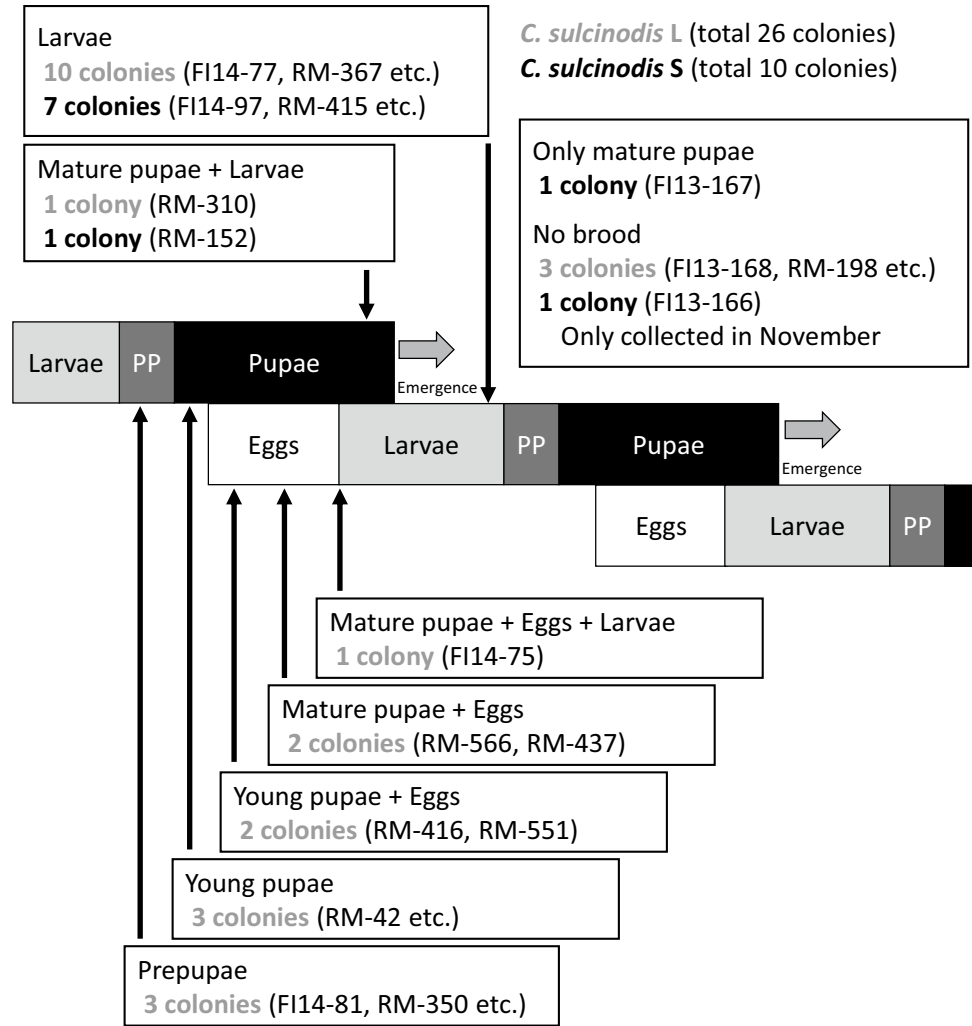 Larvae
10 colonies (FI14-77, RM-367 etc.)
7 colonies (FI14-97, RM-415 etc.)
C. sulcinodis L (total 26 colonies)
C. sulcinodis S (total 10 colonies)
Mature pupae + Larvae
1 colony (RM-310)
1 colony (RM-152)
Only mature pupae
1 colony (FI13-167)
No brood
3 colonies (FI13-168, RM-198 etc.)
1 colony (FI13-166)
Only collected in November
Larvae
PP
Pupae
Emergence
Eggs
Larvae
PP
Pupae
Emergence
Eggs
Larvae
PP
Mature pupae + Eggs + Larvae
1 colony (FI14-75)
Mature pupae + Eggs
2 colonies (RM-566, RM-437)
Young pupae + Eggs
2 colonies (RM-416, RM-551)
Young pupae
3 colonies (RM-42 etc.)
Prepupae
3 colonies (FI14-81, RM-350 etc.)